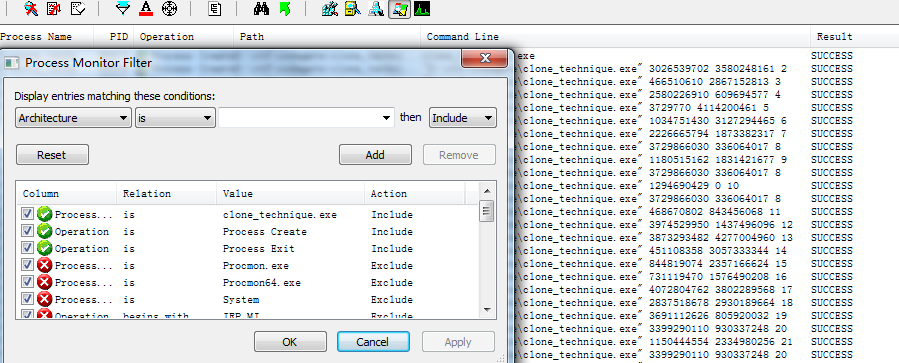 Process Name PID Operation Path Command Line Result
Process Monitor Filter
Display entries matching these conditions:
Architecture is then Include
Reset Add Remove
Column Relation Value Action
Process... is clone_technique.exe Include
Operation is Process Create Include
Operation is Process Exit Include
Process... is Procmon.exe Exclude
Process... is Procmon64.exe Exclude
Process... is System Exclude
Operation begins with IRP_MJ_ Exclude
OK Cancel Apply
exe SUCCESS
\clone_technique.exe" 3026539702 3580248161 2 SUCCESS
\clone_technique.exe" 466510610 2867152813 3 SUCCESS
\clone_technique.exe" 2580226910 609694577 4 SUCCESS
\clone_technique.exe" 3729770 4114200461 5 SUCCESS
\clone_technique.exe" 1034751430 3127294465 6 SUCCESS
\clone_technique.exe" 2226665794 1873382317 7 SUCCESS
\clone_technique.exe" 3729866030 336064017 8 SUCCESS
\clone_technique.exe" 1180515162 1831421677 9 SUCCESS
\clone_technique.exe" 3729866030 336064017 8 SUCCESS
\clone_technique.exe" 1294690429 0 10 SUCCESS
\clone_technique.exe" 3729866030 336064017 8 SUCCESS
\clone_technique.exe" 468670802 843456068 11 SUCCESS
\clone_technique.exe" 3974529950 1437496096 12 SUCCESS
\clone_technique.exe" 3873293482 4277004960 13 SUCCESS
\clone_technique.exe" 451108358 3057333344 14 SUCCESS
\clone_technique.exe" 844819074 2357166624 15 SUCCESS
\clone_technique.exe" 731119470 1576490208 16 SUCCESS
\clone_technique.exe" 4072804762 3802289568 17 SUCCESS
\clone_technique.exe" 2837518678 2930189664 18 SUCCESS
\clone_technique.exe" 3691112626 805920032 19 SUCCESS
\clone_technique.exe" 3399290110 930337248 20 SUCCESS
\clone_technique.exe" 1150444554 2334980256 21 SUCCESS
\clone_technique.exe" 3399290110 930337248 20 SUCCESS